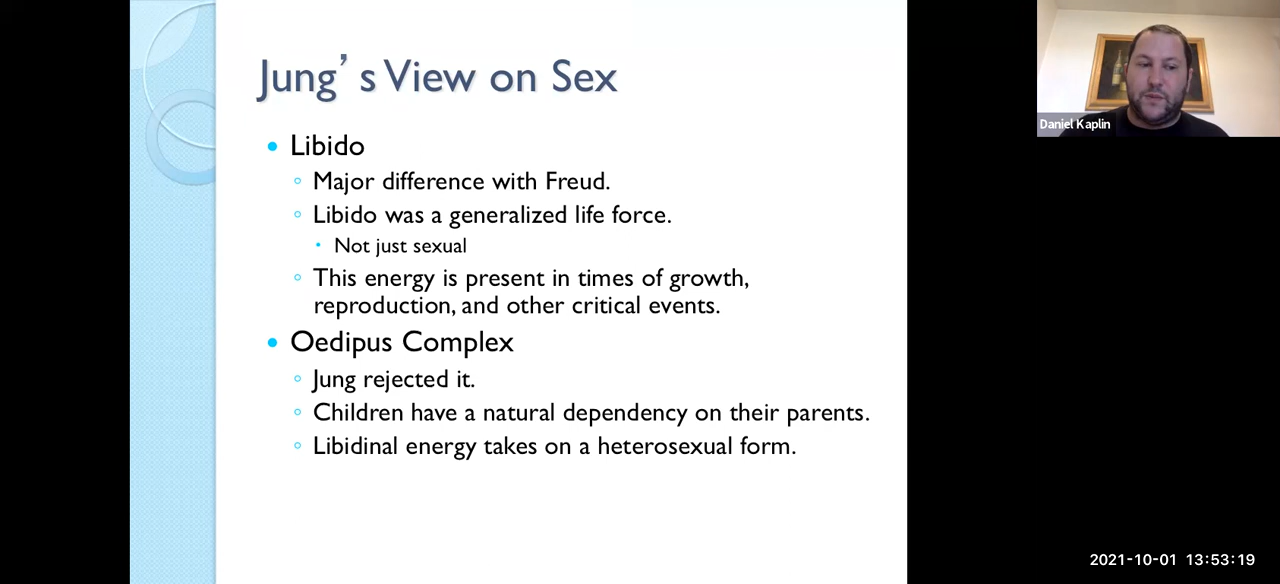 Jung’s View on Sex
Libido
Major difference with Freud.
Libido was a generalized life force.
Not just sexual
This energy is present in times of growth,
reproduction, and other critical events.
Oedipus Complex
Jung rejected it.
Children have a natural dependency on their parents.
Libidinal energy takes on a heterosexual form.
Daniel Kaplin
2021-10-01 13:53:19